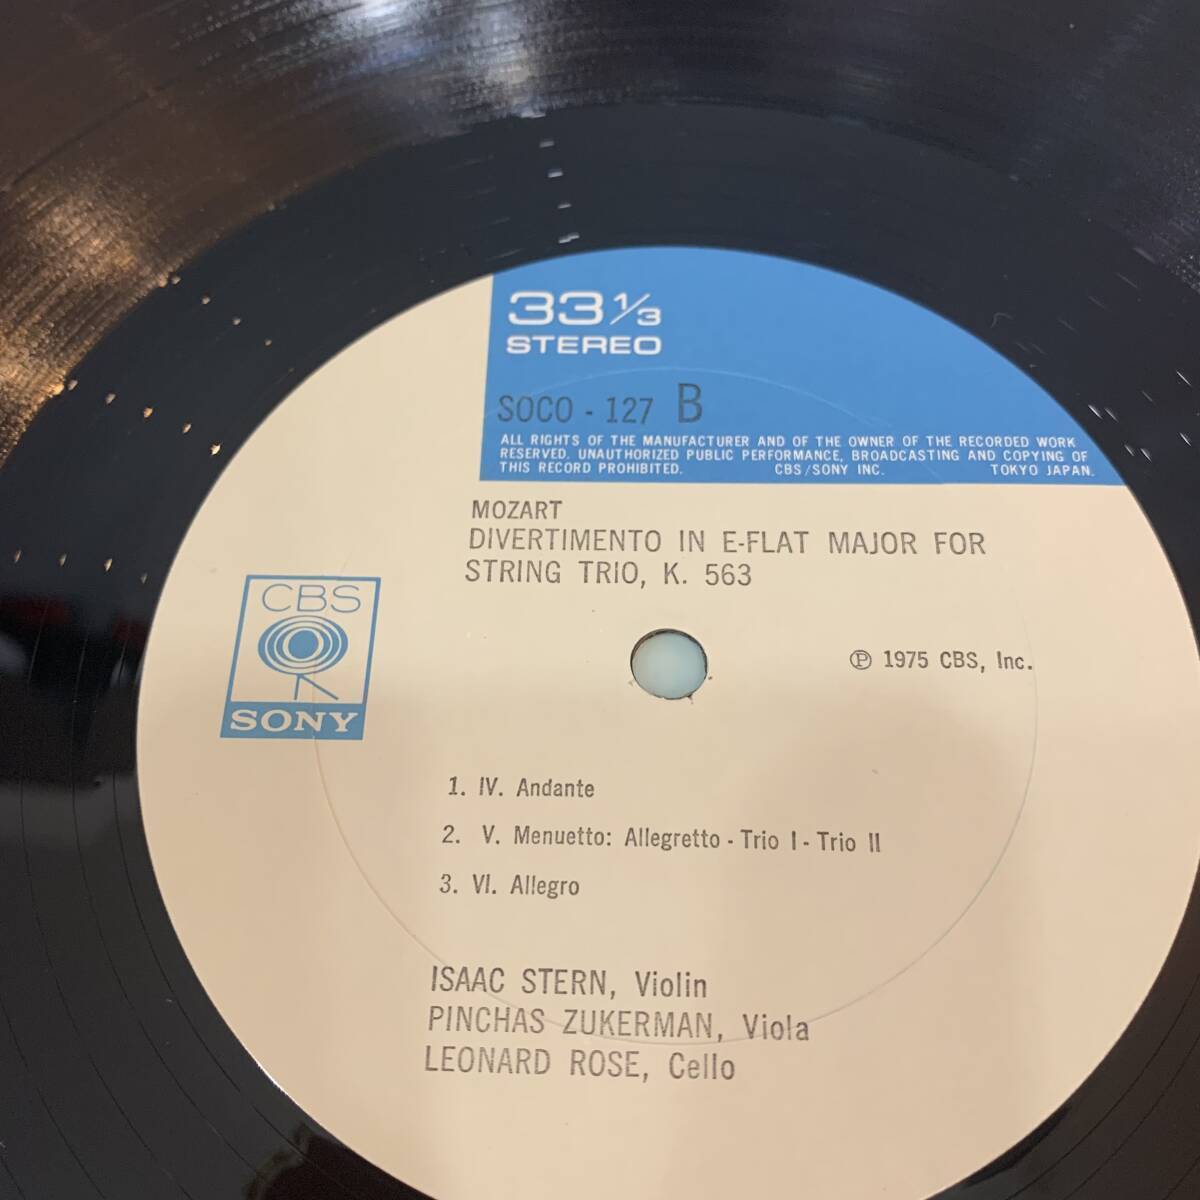 33 1/3
STEREO
SOCO - 127 B
ALL RIGHTS OF THE MANUFACTURER AND OF THE OWNER OF THE RECORDED WORK
RESERVED. UNAUTHORIZED PUBLIC PERFORMANCE, BROADCASTING AND COPYING OF
THIS RECORD PROHIBITED. CBS/SONY INC. TOKYO JAPAN.
MOZART
DIVERTIMENTO IN E-FLAT MAJOR FOR
STRING TRIO, K. 563
CBS
SONY
℗ 1975 CBS, Inc.
1. IV. Andante
2. V. Menuetto: Allegretto - Trio I - Trio II
3. VI. Allegro
ISAAC STERN, Violin
PINCHAS ZUKERMAN, Viola
LEONARD ROSE, Cello